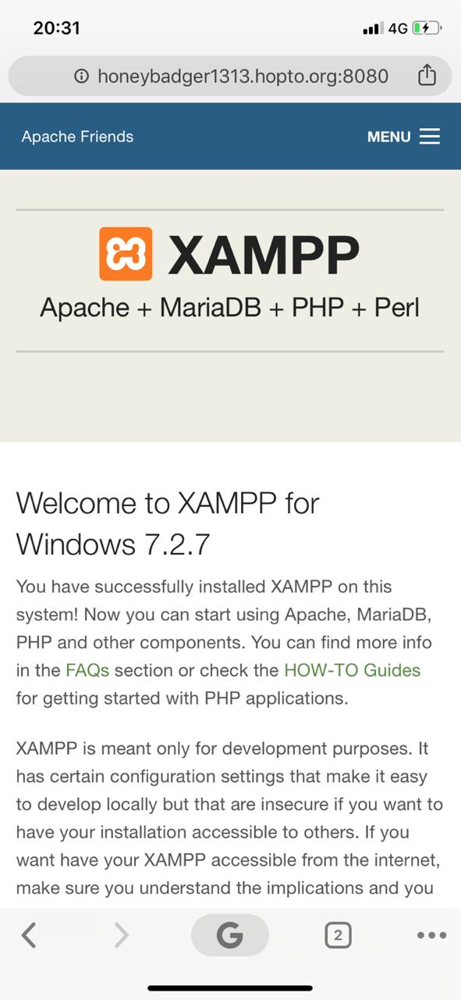 20:31
4G
honeybadger1313.hopto.org:8080
Apache Friends
MENU
XAMPP
Apache + MariaDB + PHP + Perl
Welcome to XAMPP for
Windows 7.2.7
You have successfully installed XAMPP on this
system! Now you can start using Apache, MariaDB,
PHP and other components. You can find more info
in the FAQs section or check the HOW-TO Guides
for getting started with PHP applications.
XAMPP is meant only for development purposes. It
has certain configuration settings that make it easy
to develop locally but that are insecure if you want to
have your installation accessible to others. If you
want have your XAMPP accessible from the internet,
make sure you understand the implications and you
G
2